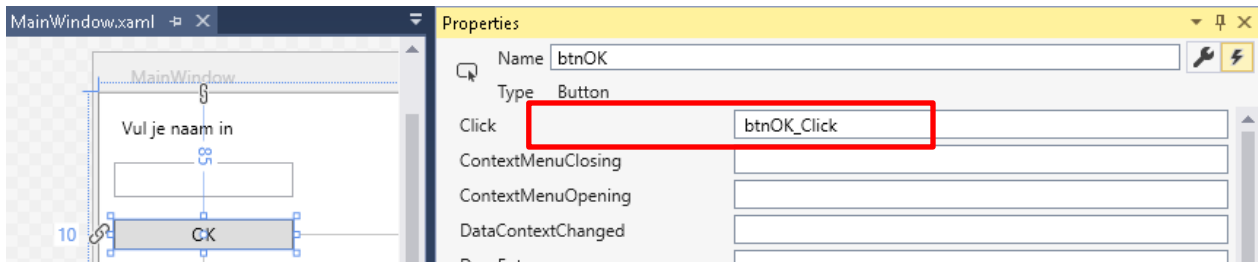 MainWindow.xaml
Properties
MainWindow
Name btnOK
Type Button
Vul je naam in
Click btnOK_Click
85
ContextMenuClosing
ContextMenuOpening
10 OK
DataContextChanged